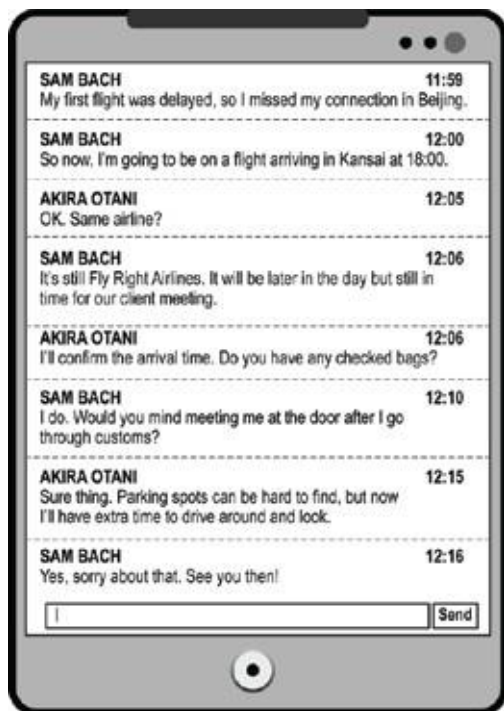 SAM BACH 11:59
My first flight was delayed, so I missed my connection in Beijing.
SAM BACH 12:00
So now, I'm going to be on a flight arriving in Kansai at 18:00.
AKIRA OTANI 12:05
OK. Same airline?
SAM BACH 12:06
It's still Fly Right Airlines. It will be later in the day but still in
time for our client meeting.
AKIRA OTANI 12:06
I'll confirm the arrival time. Do you have any checked bags?
SAM BACH 12:10
I do. Would you mind meeting me at the door after I go
through customs?
AKIRA OTANI 12:15
Sure thing. Parking spots can be hard to find, but now
I'll have extra time to drive around and look.
SAM BACH 12:16
Yes, sorry about that. See you then!
Send